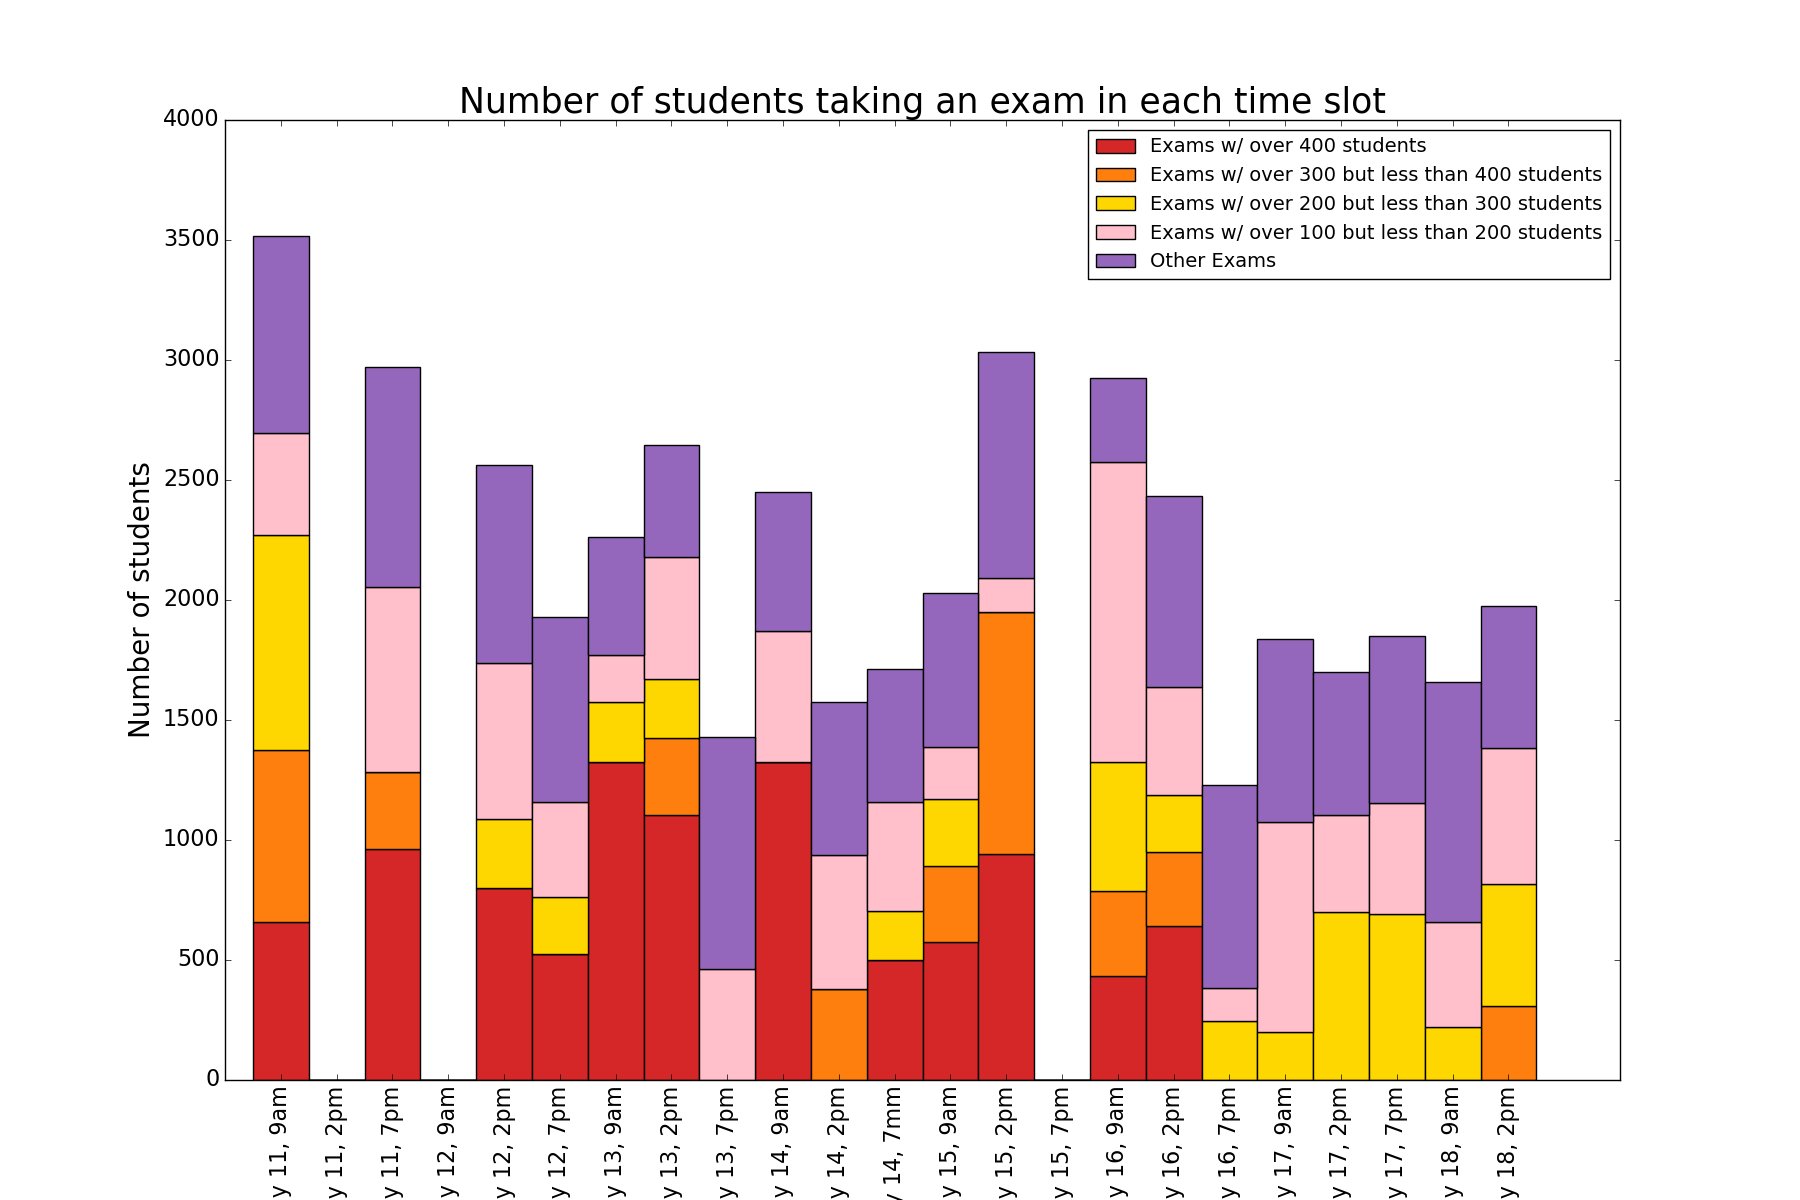 Number of students taking an exam in each time slot
4000
3500
3000
2500
2000
1500
1000
500
0
Number of students
Exams w/ over 400 students
Exams w/ over 300 but less than 400 students
Exams w/ over 200 but less than 300 students
Exams w/ over 100 but less than 200 students
Other Exams
y 11, 9am
y 11, 2pm
y 11, 7pm
y 12, 9am
y 12, 2pm
y 12, 7pm
y 13, 9am
y 13, 2pm
y 13, 7pm
y 14, 9am
y 14, 2pm
y 14, 7mm
y 15, 9am
y 15, 2pm
y 15, 7pm
y 16, 9am
y 16, 2pm
y 16, 7pm
y 17, 9am
y 17, 2pm
y 17, 7pm
y 18, 9am
y 18, 2pm